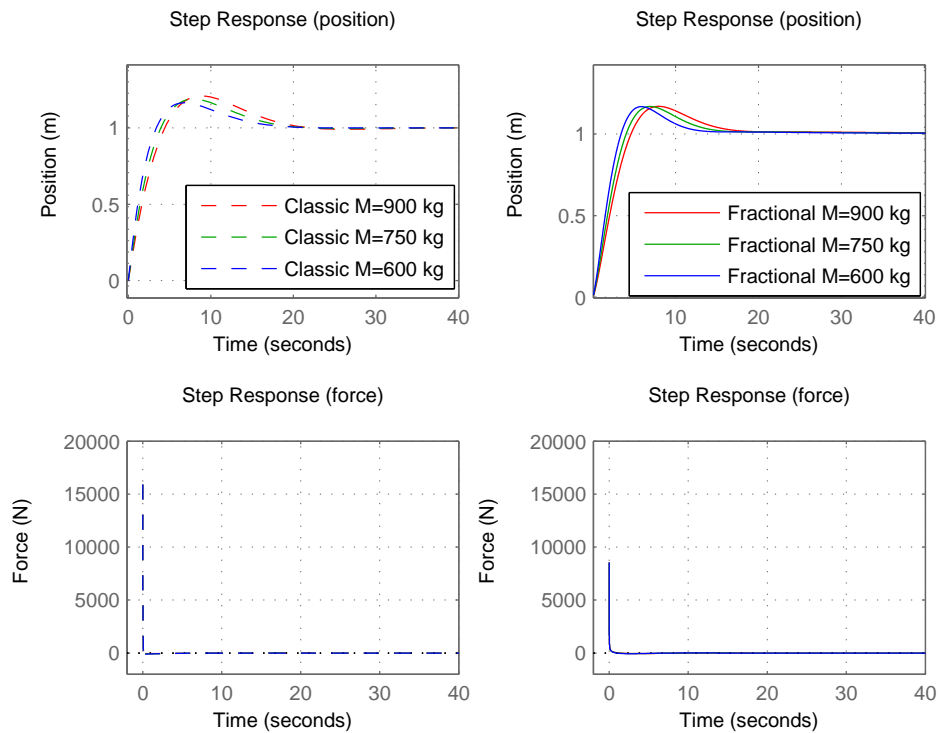 Step Response (position)
Position (m)
1
0.5
0
Classic M=900 kg
Classic M=750 kg
Classic M=600 kg
0 10 20 30 40
Time (seconds)
Step Response (position)
Position (m)
1
0.5
0
Fractional M=900 kg
Fractional M=750 kg
Fractional M=600 kg
10 20 30 40
Time (seconds)
Step Response (force)
Force (N)
20000
15000
10000
5000
0
0 10 20 30 40
Time (seconds)
Step Response (force)
Force (N)
20000
15000
10000
5000
0
0 10 20 30 40
Time (seconds)